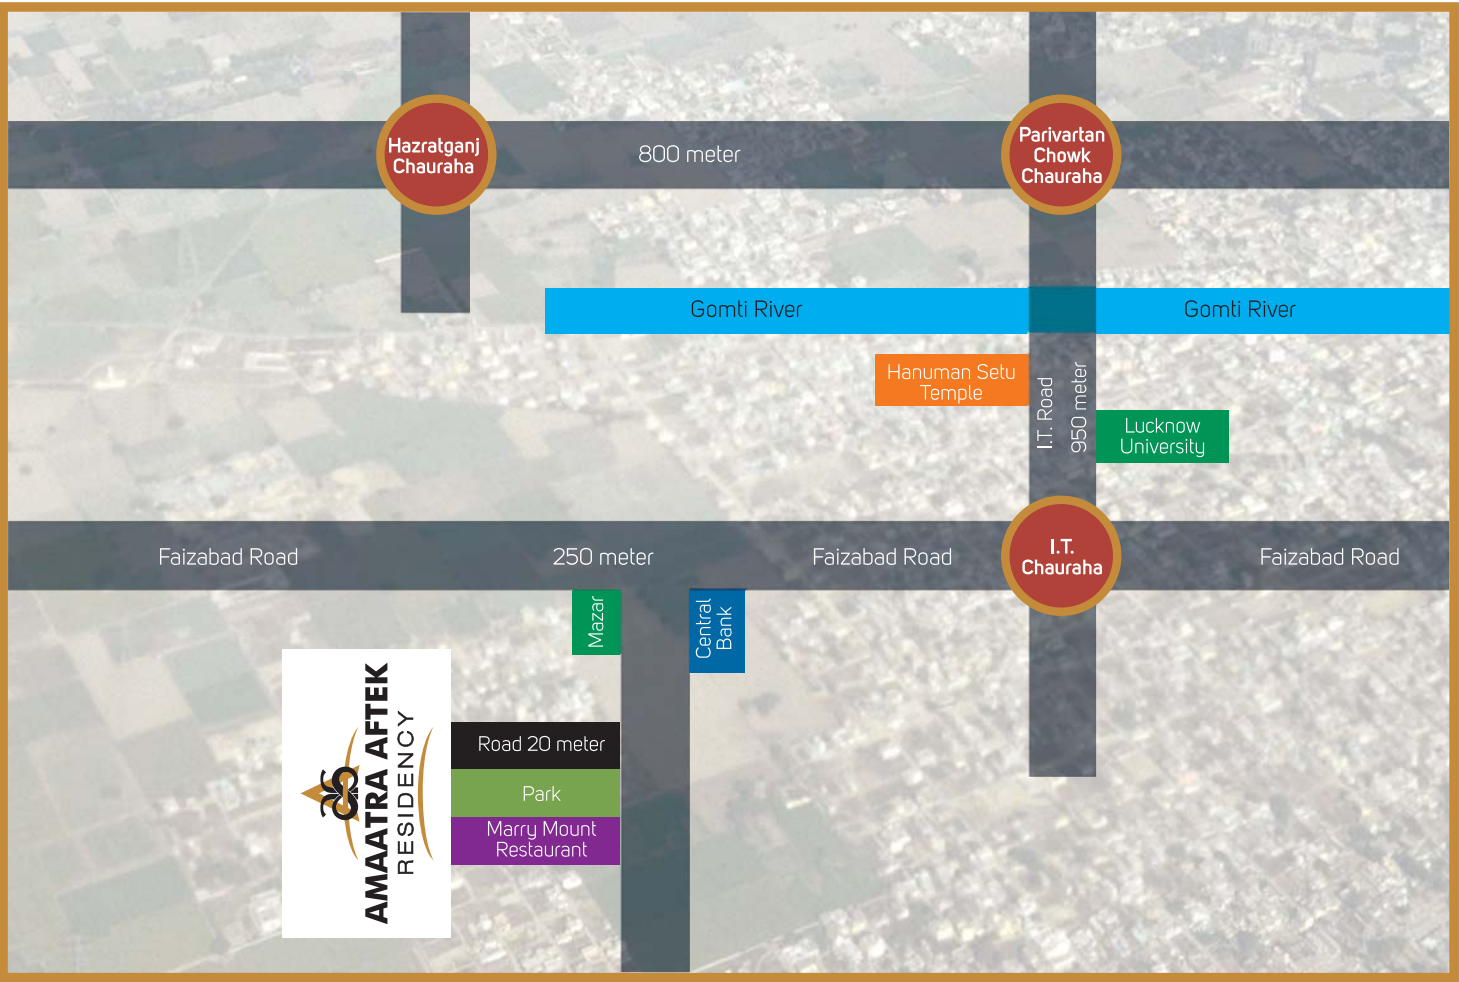 Hazratganj
Chauraha
800 meter
Parivartan
Chowk
Chauraha
Gomti River
Gomti River
Hanuman Setu
Temple
I.T. Road
950 meter
Lucknow
University
Faizabad Road
250 meter
Faizabad Road
I.T.
Chauraha
Faizabad Road
Mazar
Central
Bank
AMAATRA AFTEK
RESIDENCY
Road 20 meter
Park
Marry Mount
Restaurant